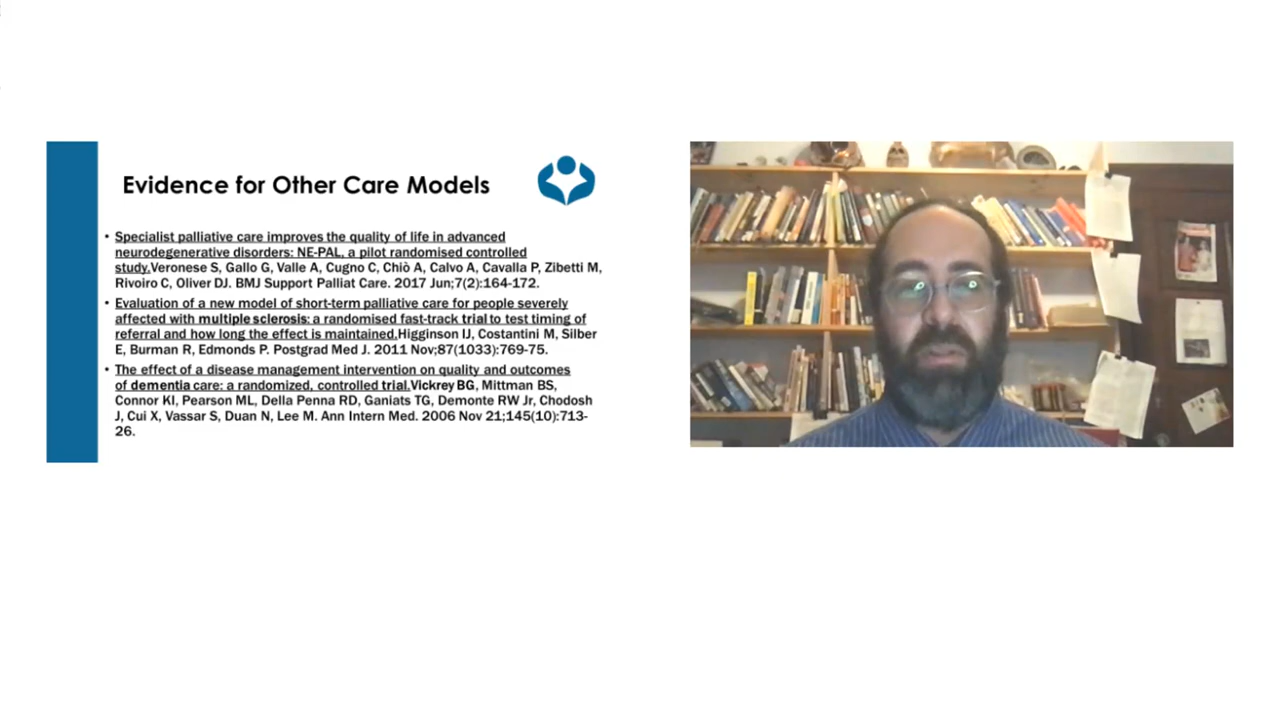 Evidence for Other Care Models
• Specialist palliative care improves the quality of life in advanced
neurodegenerative disorders: NE-PAL, a pilot randomised controlled
study.Veronese S, Gallo G, Valle A, Cugno C, Chiò A, Calvo A, Cavalla P, Zibetti M,
Rivoiro C, Oliver DJ. BMJ Support Palliat Care. 2017 Jun;7(2):164-172.
• Evaluation of a new model of short-term palliative care for people severely
affected with multiple sclerosis: a randomised fast-track trial to test timing of
referral and how long the effect is maintained.Higginson IJ, Costantini M, Silber
E, Burman R, Edmonds P. Postgrad Med J. 2011 Nov;87(1033):769-75.
• The effect of a disease management intervention on quality and outcomes
of dementia care: a randomized, controlled trial.Vickrey BG, Mittman BS,
Connor KI, Pearson ML, Della Penna RD, Ganiats TG, Demonte RW Jr, Chodosh
J, Cui X, Vassar S, Duan N, Lee M. Ann Intern Med. 2006 Nov 21;145(10):713-
26.